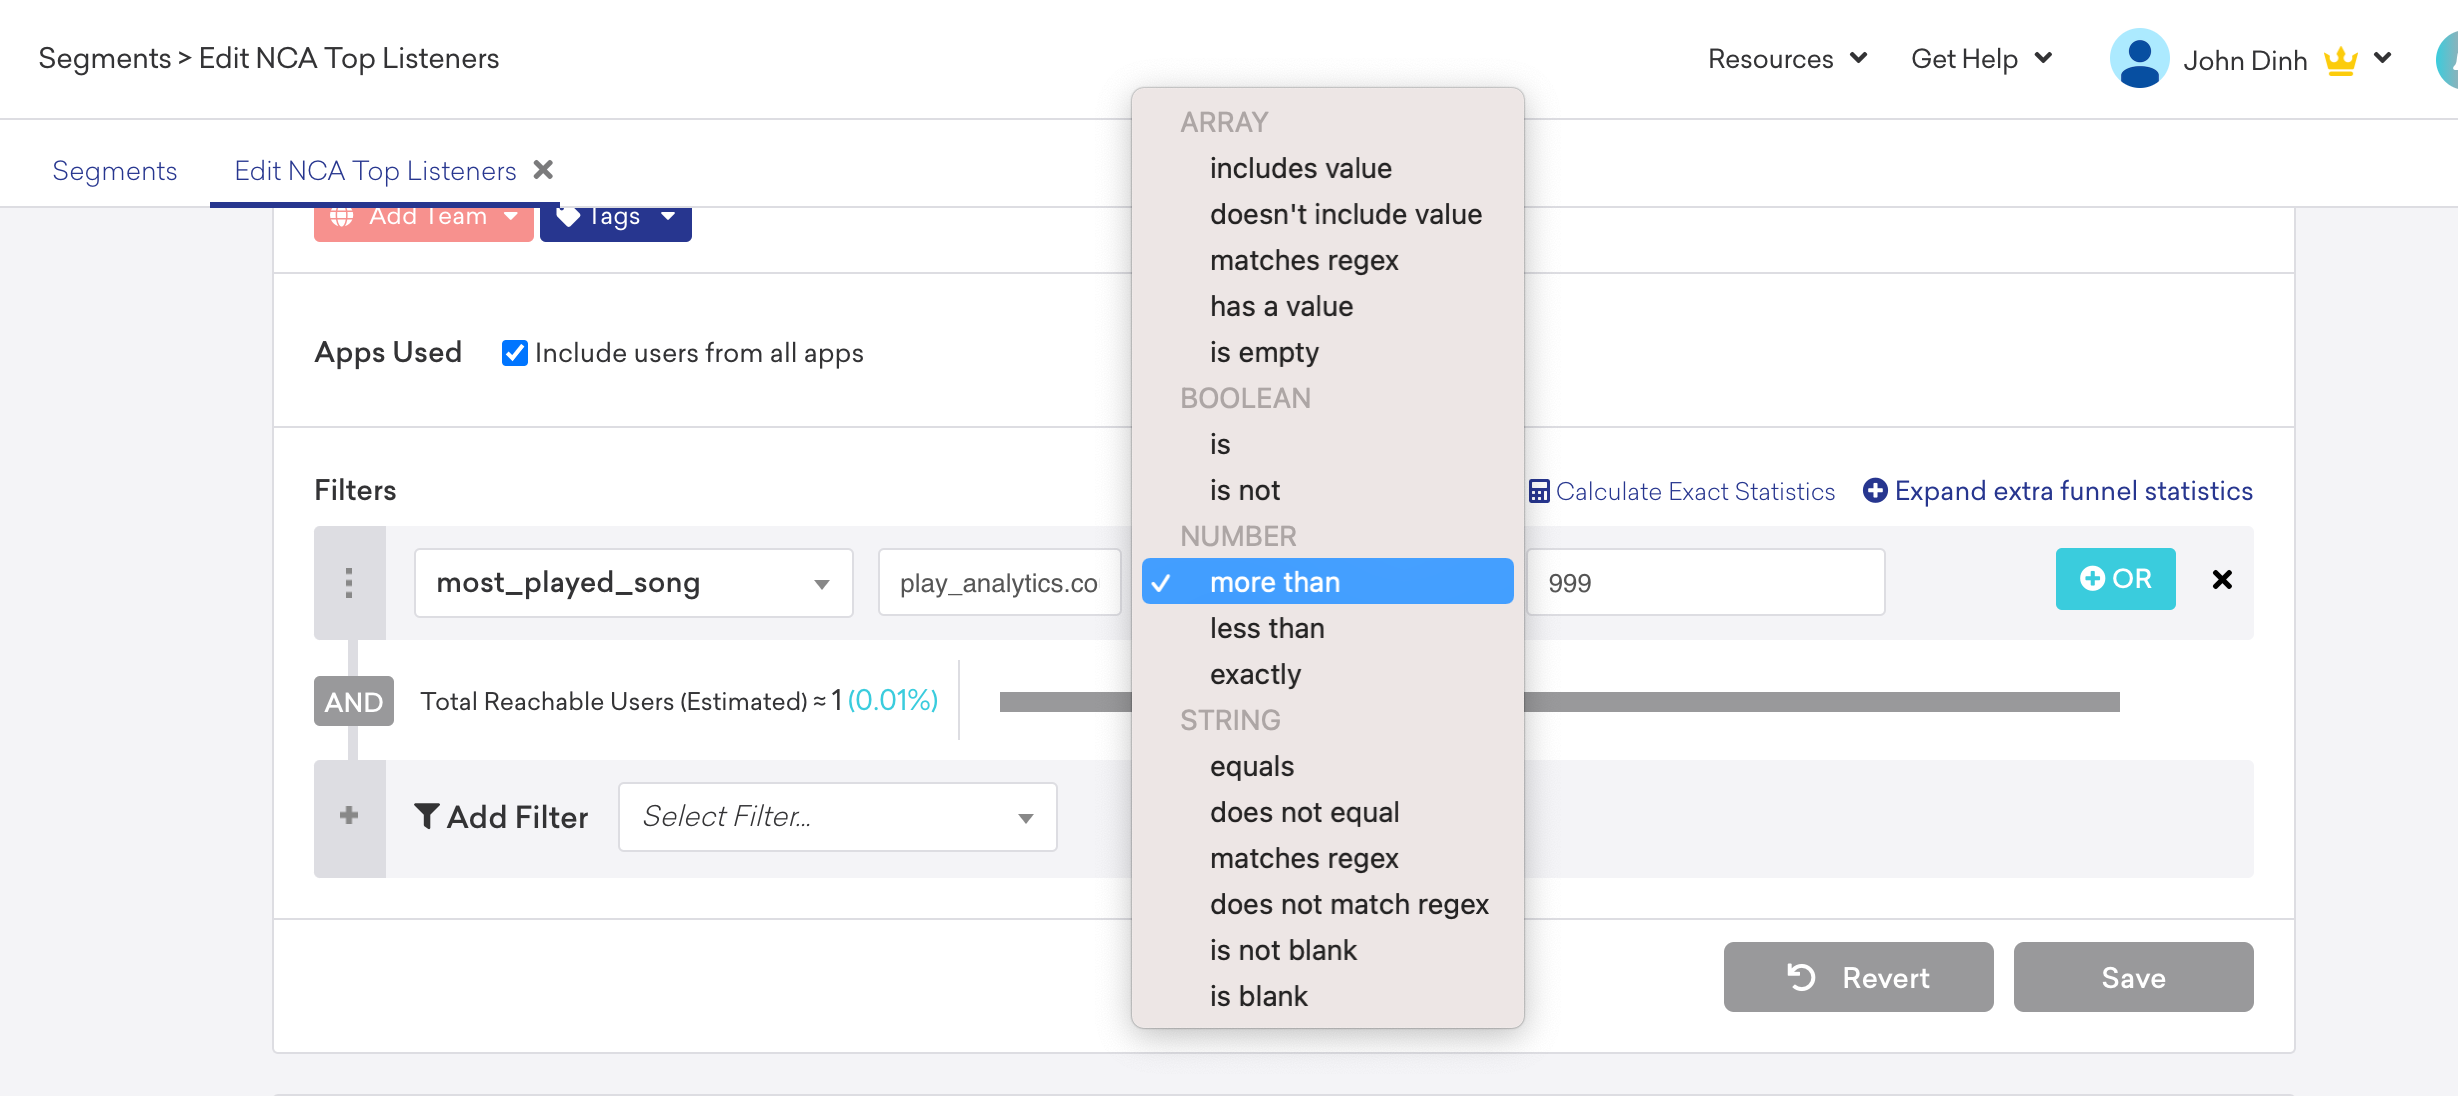 Segments > Edit NCA Top Listeners
Resources
Get Help
John Dinh
Segments
Edit NCA Top Listeners
Add Team
Tags
Apps Used
Include users from all apps
Filters
Calculate Exact Statistics
Expand extra funnel statistics
most_played_song
play_analytics.co
999
OR
AND
Total Reachable Users (Estimated) ≈ 1 (0.01%)
Add Filter
Select Filter...
ARRAY
includes value
doesn't include value
matches regex
has a value
is empty
BOOLEAN
is
is not
NUMBER
more than
less than
exactly
STRING
equals
does not equal
matches regex
does not match regex
is not blank
is blank
Revert
Save